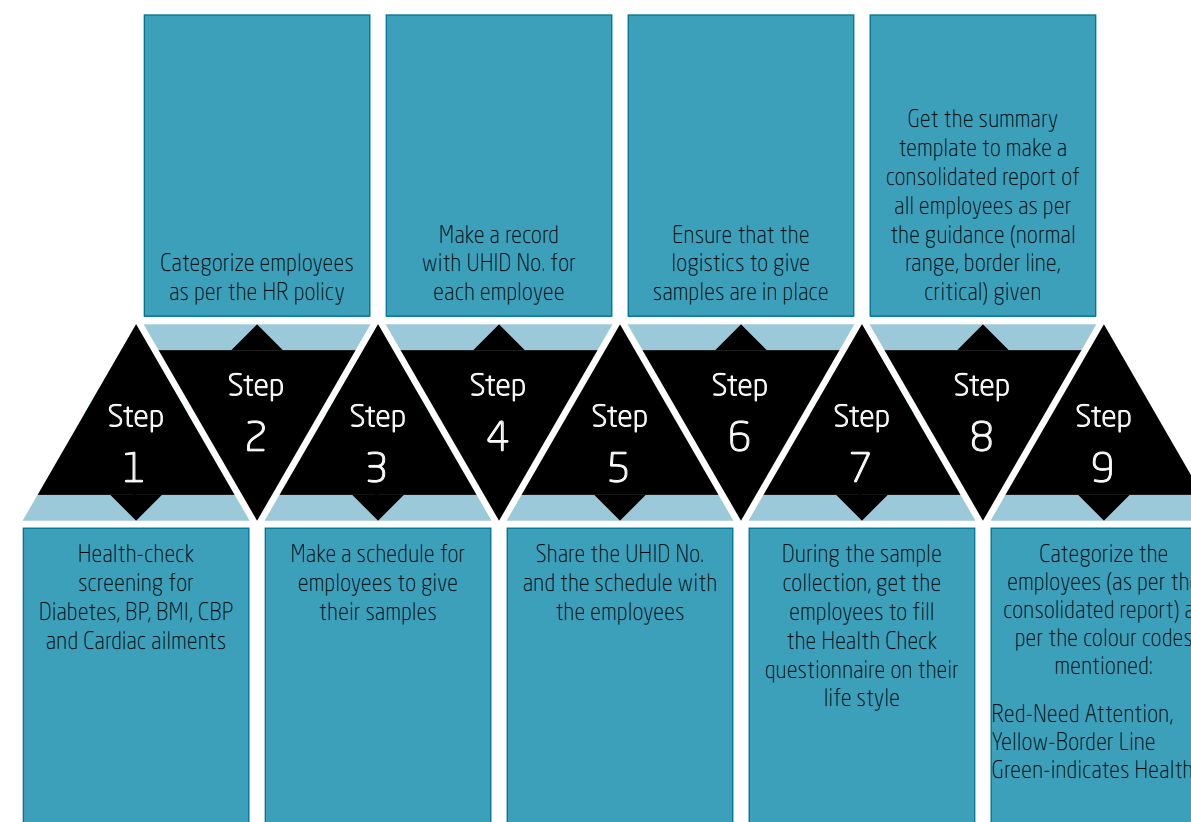 Step
1
Health-check
screening for
Diabetes, BP, BMI, CBP
and Cardiac ailments
Step
2
Categorize employees
as per the HR policy
Step
3
Make a schedule for
employees to give
their samples
Step
4
Make a record
with UHID No. for
each employee
Step
5
Share the UHID No.
and the schedule with
the employees
Step
6
Ensure that the
logistics to give
samples are in place
Step
7
During the sample
collection, get the
employees to fill
the Health Check
questionnaire on their
life style
Step
8
Get the summary
template to make a
consolidated report of
all employees as per
the guidance (normal
range, border line,
critical) given
Step
9
Categorize the
employees (as per the
consolidated report)
per the colour codes
mentioned:
Red-Need Attention,
Yellow-Border Line
Green-indicates Health